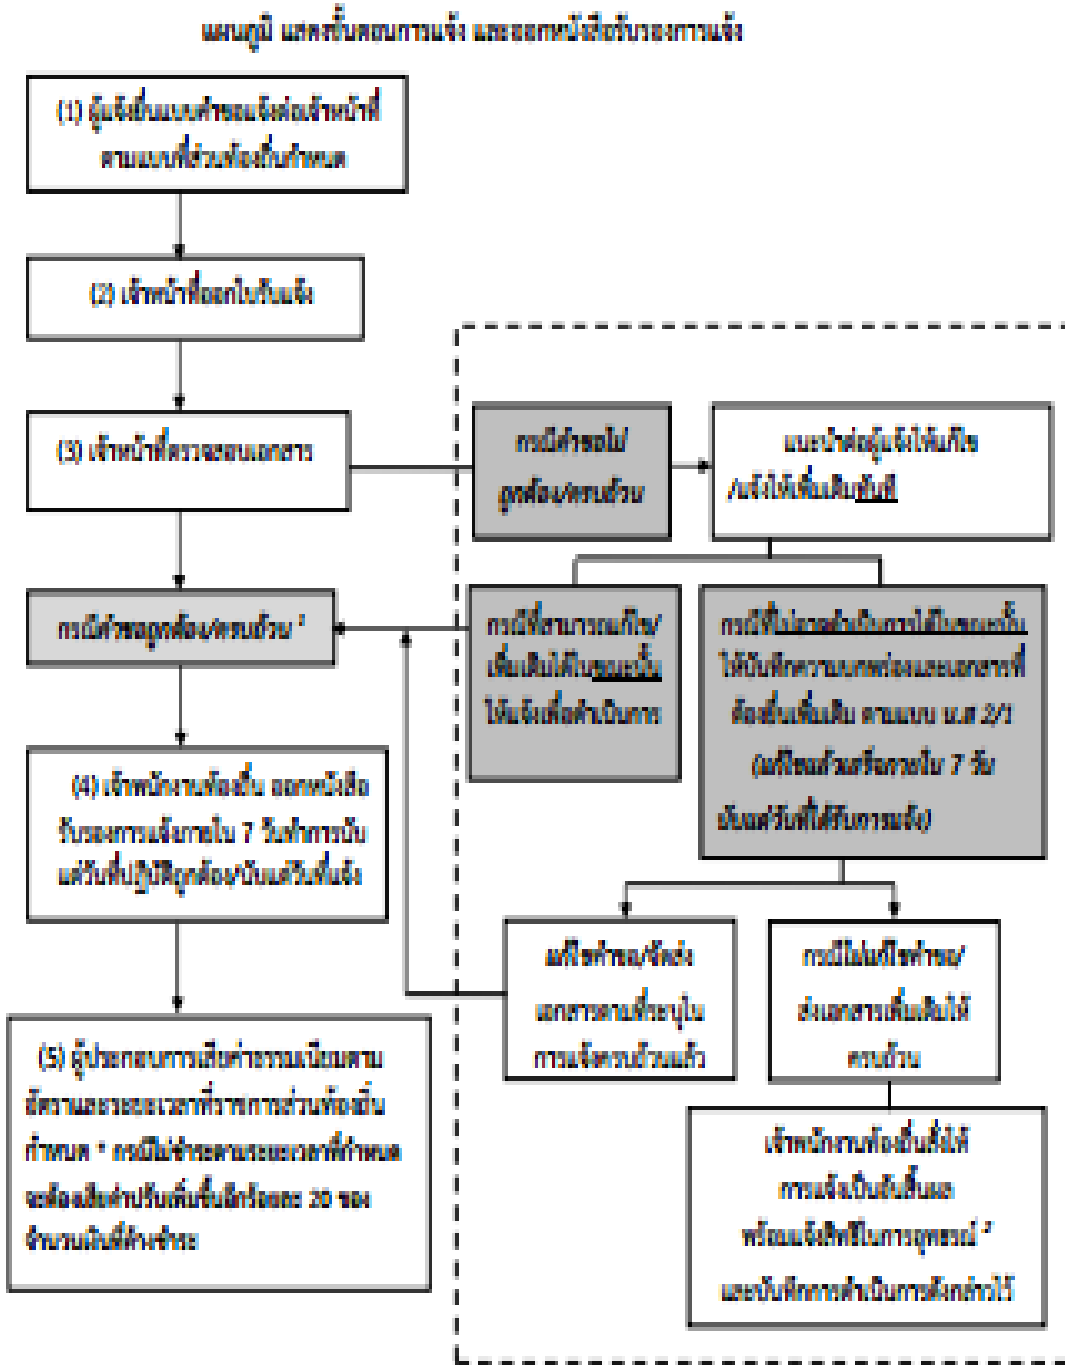 แผนภูมิ แสดงขั้นตอนการแจ้ง และออกหนังสือรับรองการแจ้ง
(1) ผู้แจ้งยื่นแบบคำขอแจ้งต่อเจ้าหน้าที่
ตามแบบที่ส่วนท้องถิ่นกำหนด
(2) เจ้าหน้าที่ออกใบรับแจ้ง
(3) เจ้าหน้าที่ตรวจสอบเอกสาร
กรณีคำขอไม่/
ถูกต้อง/ครบถ้วน
แนะนำต่อผู้แจ้งให้แก้ไข
/แจ้งให้เพิ่มเติมทันที
กรณีคำขอถูกต้อง/ครบถ้วน 1
กรณีที่สามารถแก้ไข/
เพิ่มเติมได้ในขณะนั้น
ให้แจ้งเพื่อดำเนินการ
กรณีที่ไม่อาจดำเนินการได้ในขณะนั้น
ให้บันทึกความบกพร่องและเอกสารที่
ต้องยื่นเพิ่มเติม ตามแบบ น.ส 2/1
(แก้ไขแล้วเสร็จภายใน 7 วัน
นับแต่วันที่ได้รับการแจ้ง)
(4) เจ้าพนักงานท้องถิ่น ออกหนังสือ
รับรองการแจ้งภายใน 7 วันทำการนับ
แต่วันที่ปฏิบัติถูกต้อง/นับแต่วันที่แจ้ง
แก้ไขคำขอ/จัดส่ง
เอกสารตามที่ระบุใน
การแจ้งครบถ้วนแล้ว
กรณีไม่แก้ไขคำขอ/
ส่งเอกสารเพิ่มเติมให้
ครบถ้วน
(5) ผู้ประกอบการเสียค่าธรรมเนียมตาม
อัตราและระยะเวลาที่ราชการส่วนท้องถิ่น
กำหนด * กรณีไม่ชำระตามระยะเวลาที่กำหนด
จะต้องเสียค่าปรับเพิ่มขึ้นอีกร้อยละ 20 ของ
จำนวนเงินที่ค้างชำระ
เจ้าพนักงานท้องถิ่นสั่งให้
การแจ้งเป็นอันสิ้นผล
พร้อมแจ้งสิทธิในการอุทธรณ์ 2
และบันทึกการดำเนินการดังกล่าวไว้